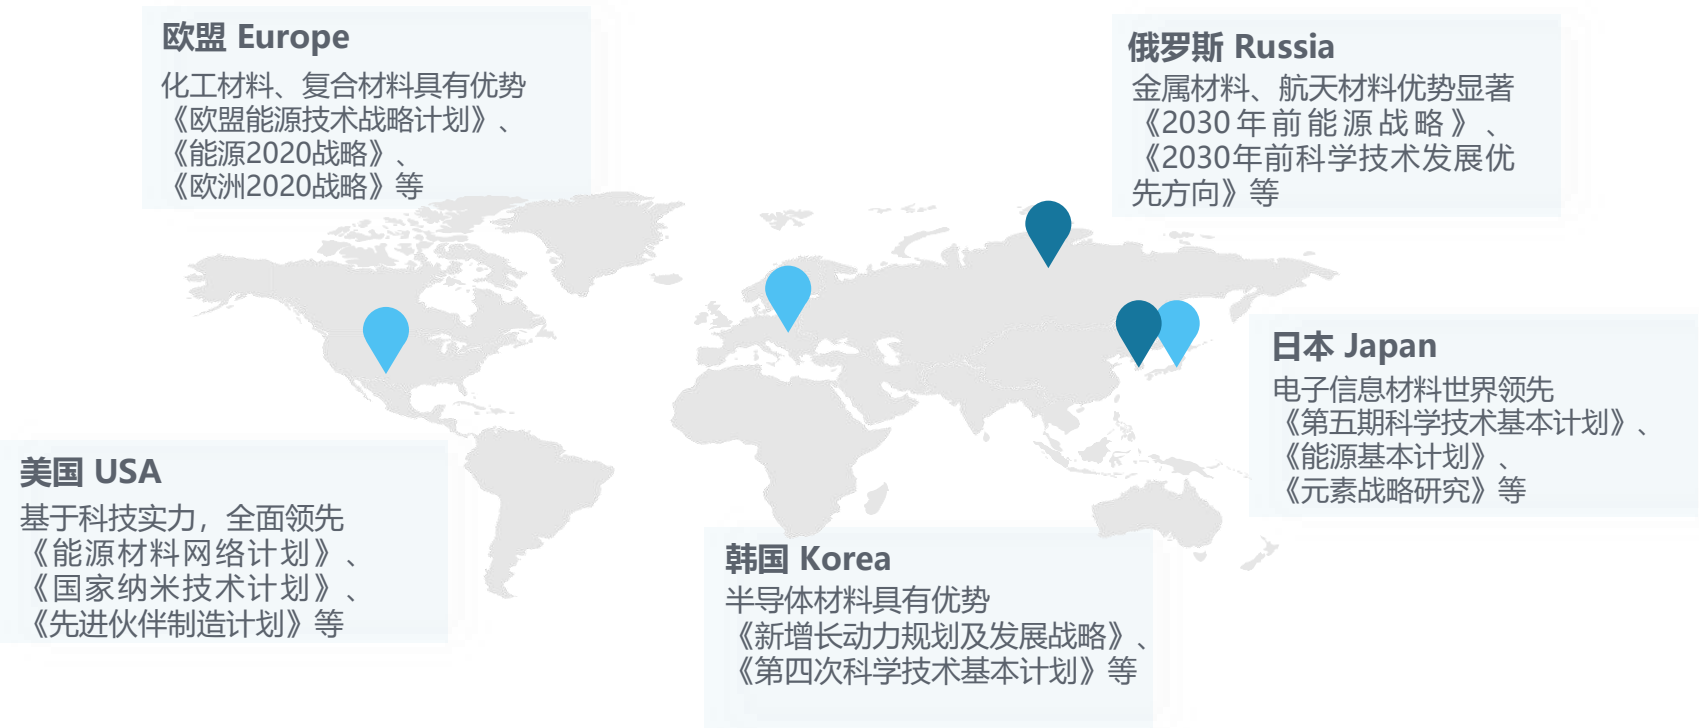 欧盟 Europe
化工材料、复合材料具有优势
《欧盟能源技术战略计划》、
《能源2020战略》、
《欧洲2020战略》等
俄罗斯 Russia
金属材料、航天材料优势显著
《2030年前能源战略》、
《2030年前科学技术发展优
先方向》等
日本 Japan
电子信息材料世界领先
《第五期科学技术基本计划》、
《能源基本计划》、
《元素战略研究》等
美国 USA
基于科技实力，全面领先
《能源材料网络计划》、
《国家纳米技术计划》、
《先进伙伴制造计划》等
韩国 Korea
半导体材料具有优势
《新增长动力规划及发展战略》、
《第四次科学技术基本计划》等